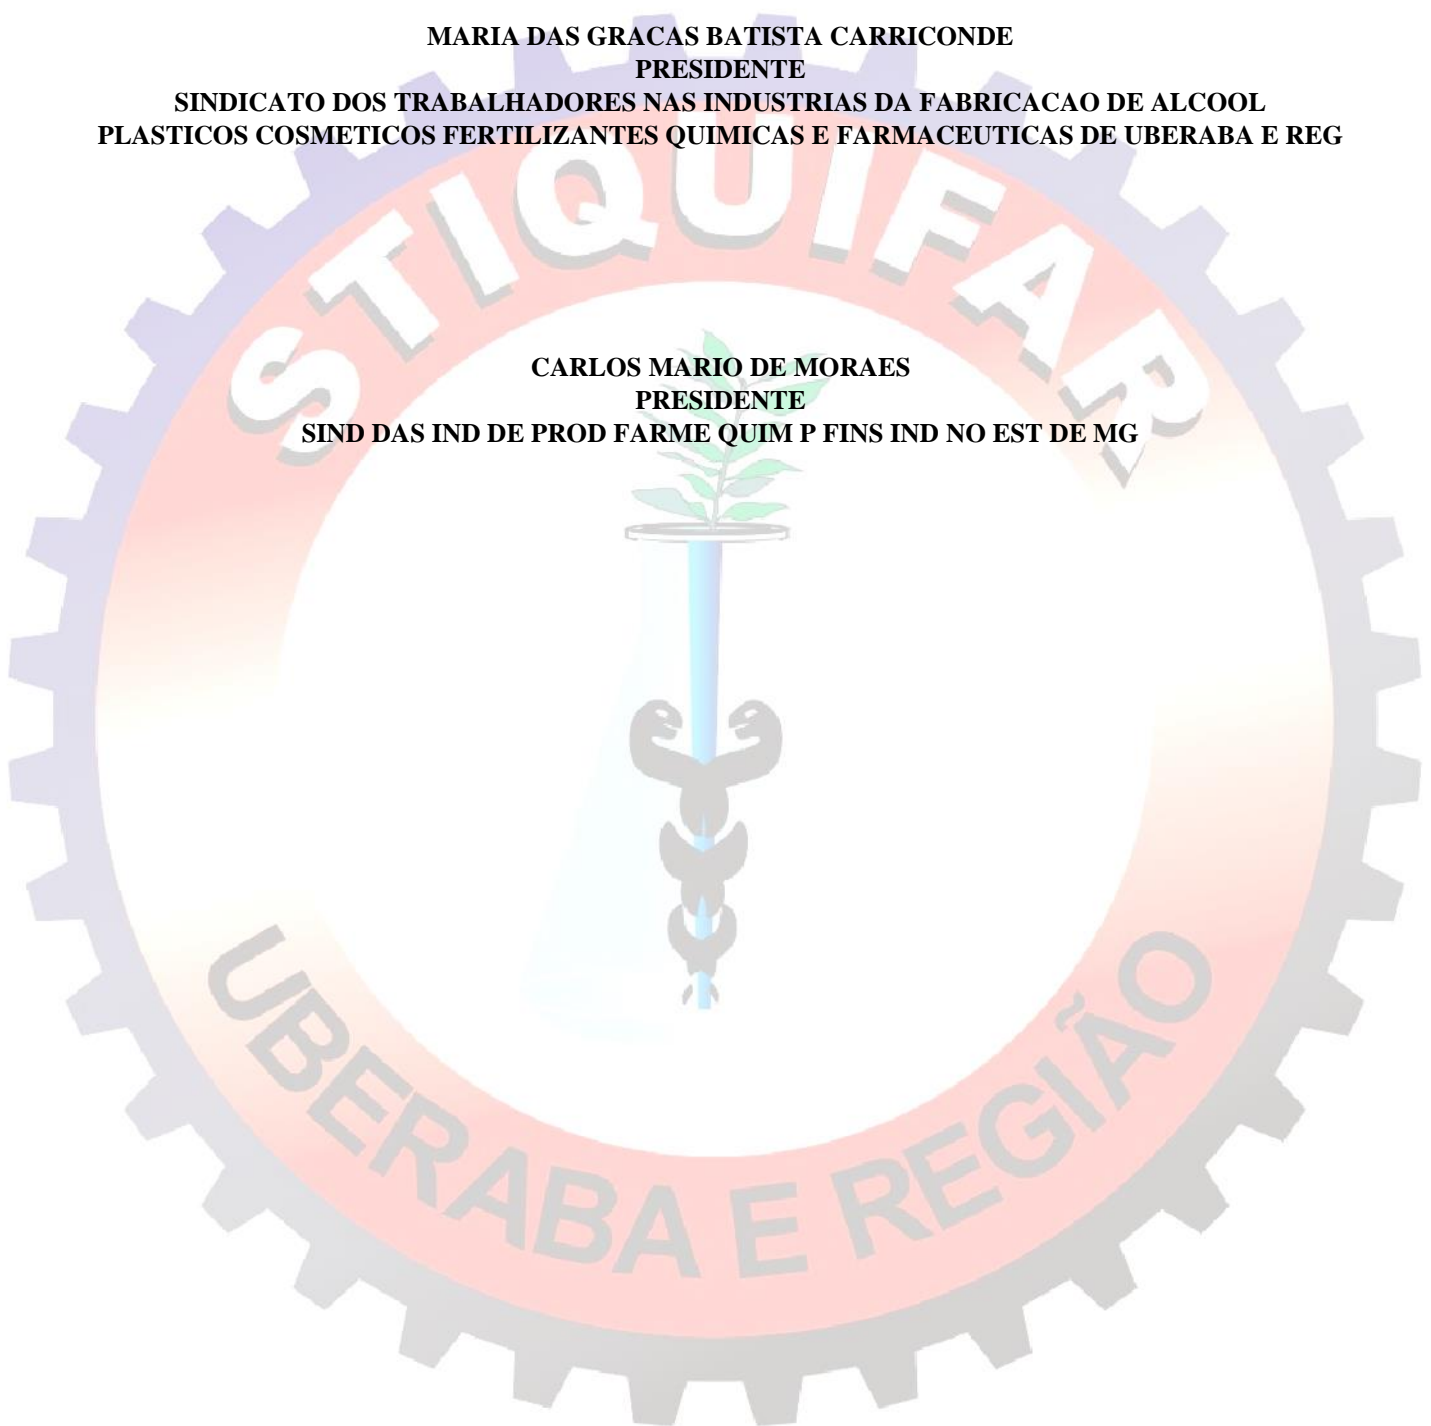 MARIA DAS GRACAS BATISTA CARRICONDE
PRESIDENTE
SINDICATO DOS TRABALHADORES NAS INDUSTRIAS DA FABRICACAO DE ALCOOL
PLASTICOS COSMETICOS FERTILIZANTES QUIMICAS E FARMACEUTICAS DE UBERABA E REG
STIQUIFAR
CARLOS MARIO DE MORAES
PRESIDENTE
SIND DAS IND DE PROD FARME QUIM P FINS IND NO EST DE MG
UBERABA E REGIÃO